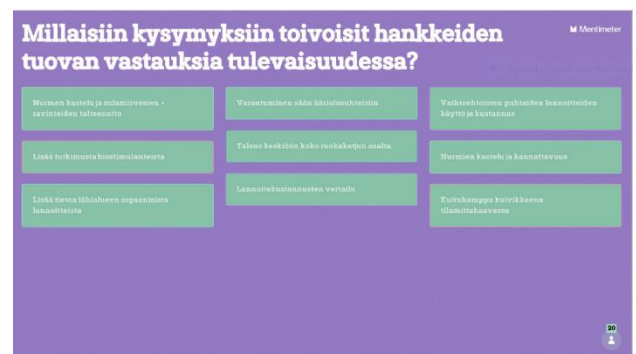 Millaisiin kysymyksiin toivoisit hankkeiden
tuovan vastauksia tulevaisuudessa?
Mentimeter
Nurmen kastelu ja sulamisvesien +
ravinteiden talteenotto
Lisää tutkimusta biostimulanteista
Lisää tietoa lähialueen orgaanisista
lannoitteista
Varautuminen sään ääriolosuhteisiin
Talous keskiöön koko ruokaketjun osalta.
Lannoitekustannusten vertailu
Vaihtoehtoisten puhtaiden lannoitteiden
käyttö ja kustannus
Nurmien kastelu ja kannattavuus
Kuituhamppu kuivikkeena
tilamittakaavassa
20